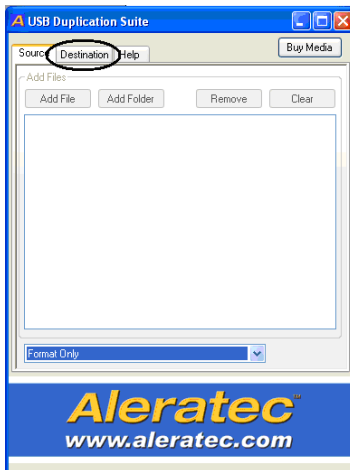 A USB Duplication Suite
Source Destination Help Buy Media
Add Files
Add File Add Folder Remove Clear
Format Only
Aleratec™
www.aleratec.com